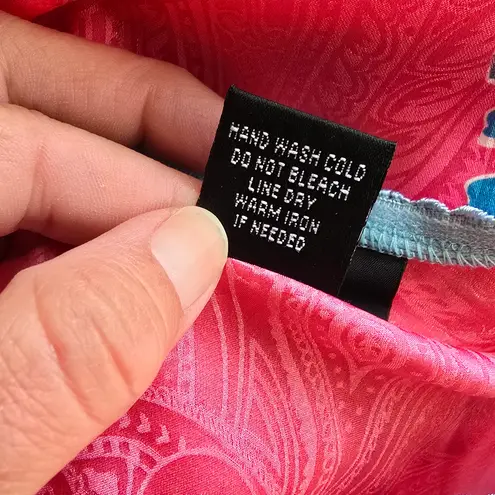 HAND WASH COLD
DO NOT BLEACH
LINE DRY
WARM IRON
IF NEEDED